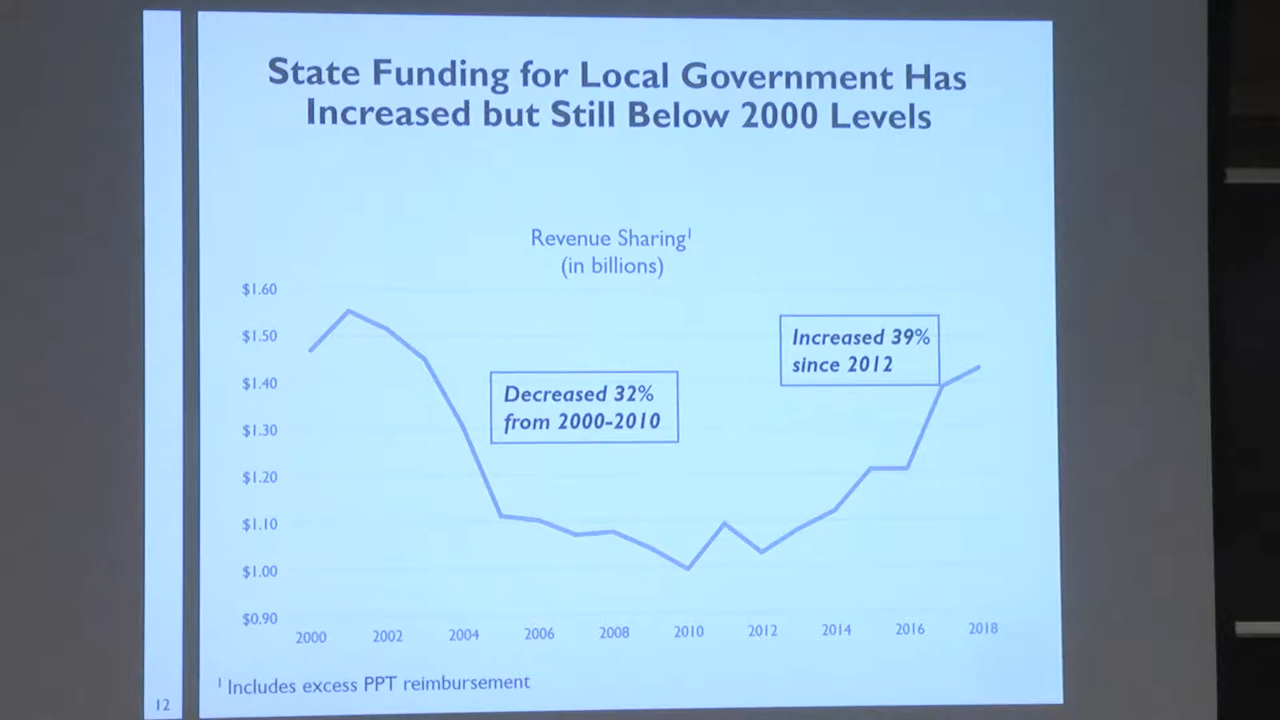 State Funding for Local Government Has
Increased but Still Below 2000 Levels
Revenue Sharing¹
(in billions)
$1.60
$1.50
$1.40
$1.30
$1.20
$1.10
$1.00
$0.90
Increased 39%
since 2012
Decreased 32%
from 2000-2010
2000 2002 2004 2006 2008 2010 2012 2014 2016 2018
¹ Includes excess PPT reimbursement
12